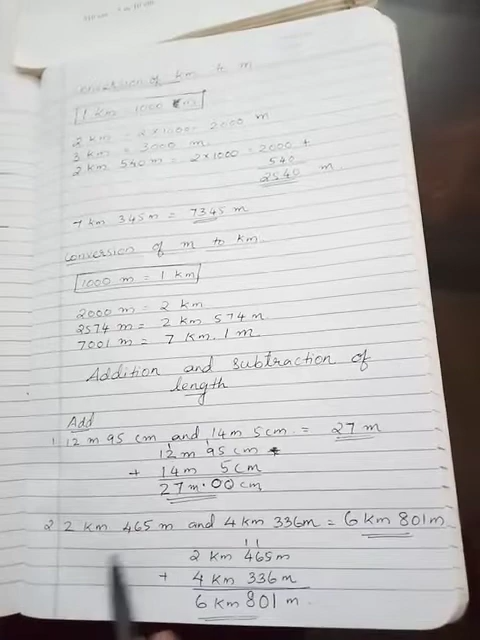 Conversion of km to m
1 km 1000 m
2 km = 2 x 1000 = 2000 m
3 km = 3000 m
2 km 540 m = 2 x 1000 = 2000 +
540
2540 m
7 km 345 m = 7345 m
Conversion of m to km.
1000 m = 1 km
2000 m = 2 km
2574 m = 2 km 574 m
7001 m = 7 km. 1 m
Addition and subtraction of
length
Add
1 12 m 95 cm and 14 m 5 cm = 27 m
1 1
12 m 95 cm
+ 14 m 5 cm
27 m . 00 cm
2 2 km 465 m and 4 km 336 m = 6 km 801 m
1 1
2 km 465 m
+ 4 km 336 m
6 km 801 m.